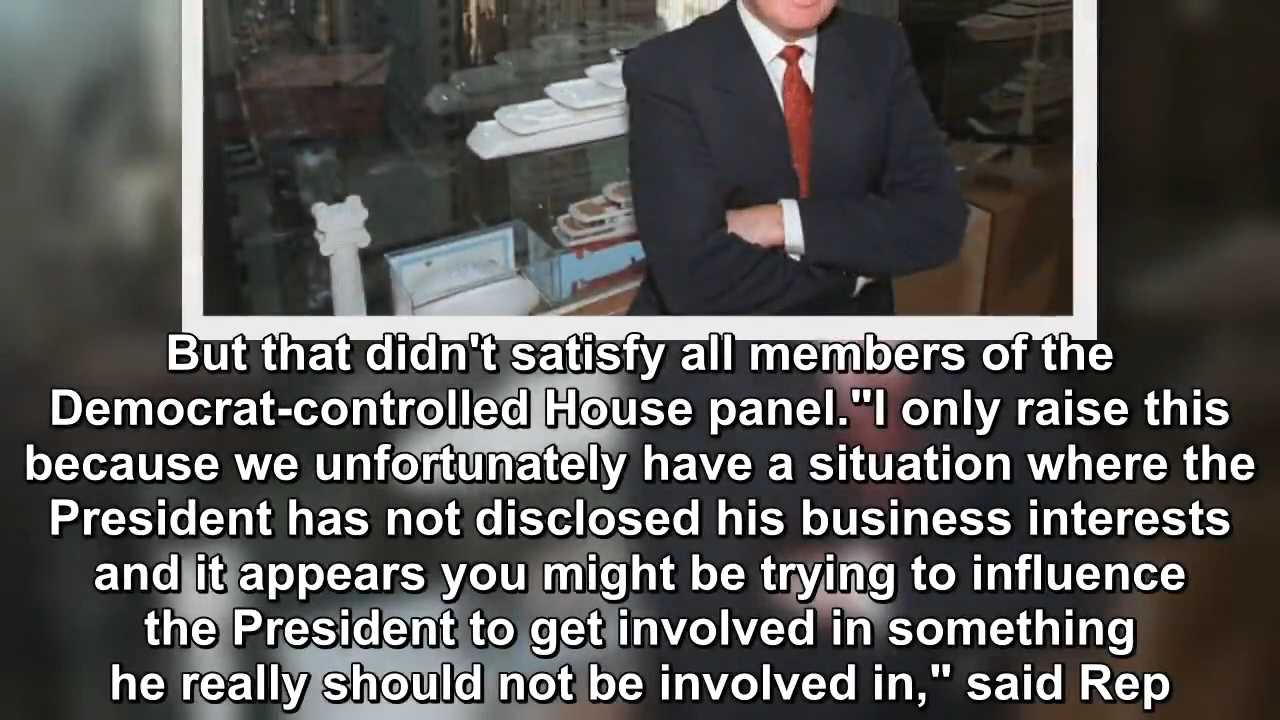 But that didn't satisfy all members of the
Democrat-controlled House panel."I only raise this
because we unfortunately have a situation where the
President has not disclosed his business interests
and it appears you might be trying to influence
the President to get involved in something
he really should not be involved in," said Rep